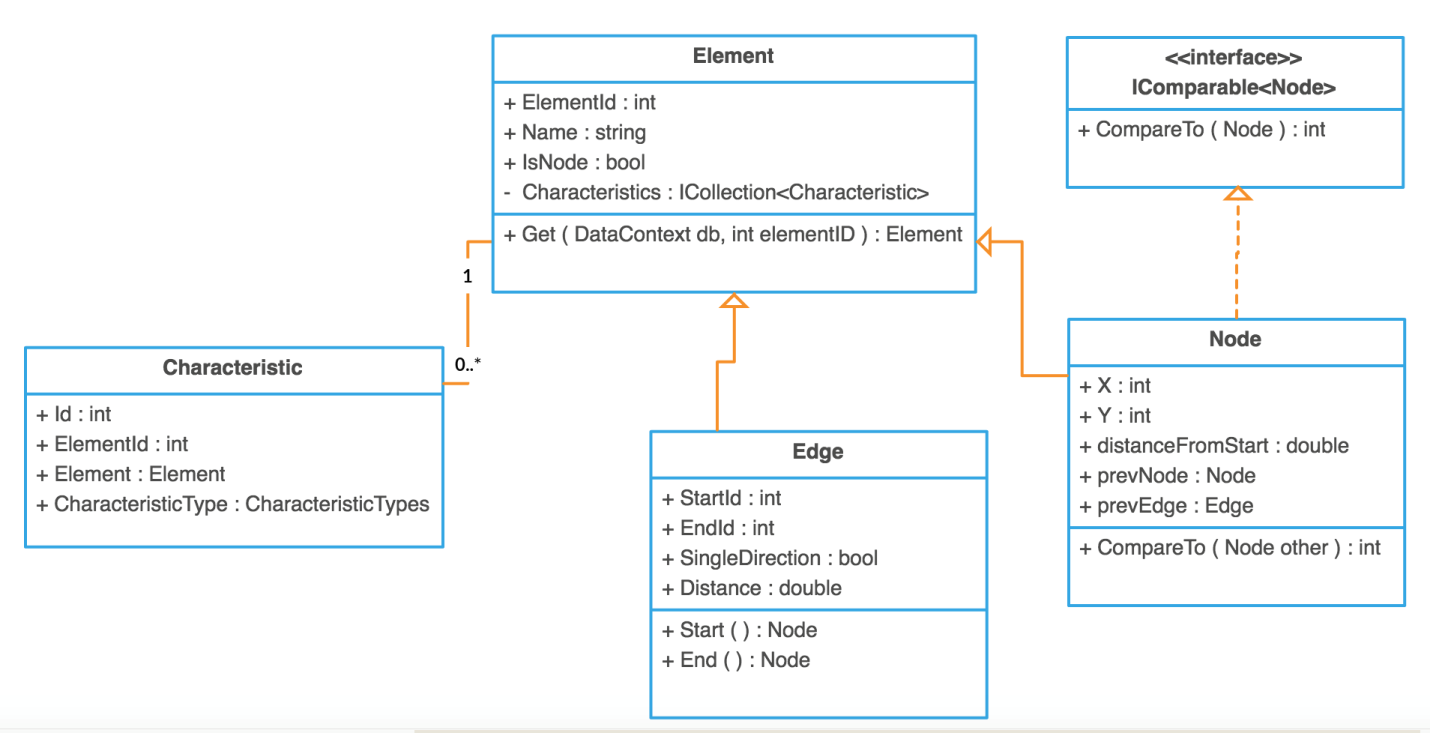 Element
+ ElementId : int
+ Name : string
+ IsNode : bool
- Characteristics : ICollection<Characteristic>
+ Get ( DataContext db, int elementID ) : Element
<<interface>>
IComparable<Node>
+ CompareTo ( Node ) : int
1
0..*
Characteristic
+ Id : int
+ ElementId : int
+ Element : Element
+ CharacteristicType : CharacteristicTypes
Edge
+ StartId : int
+ EndId : int
+ SingleDirection : bool
+ Distance : double
+ Start ( ) : Node
+ End ( ) : Node
Node
+ X : int
+ Y : int
+ distanceFromStart : double
+ prevNode : Node
+ prevEdge : Edge
+ CompareTo ( Node other ) : int